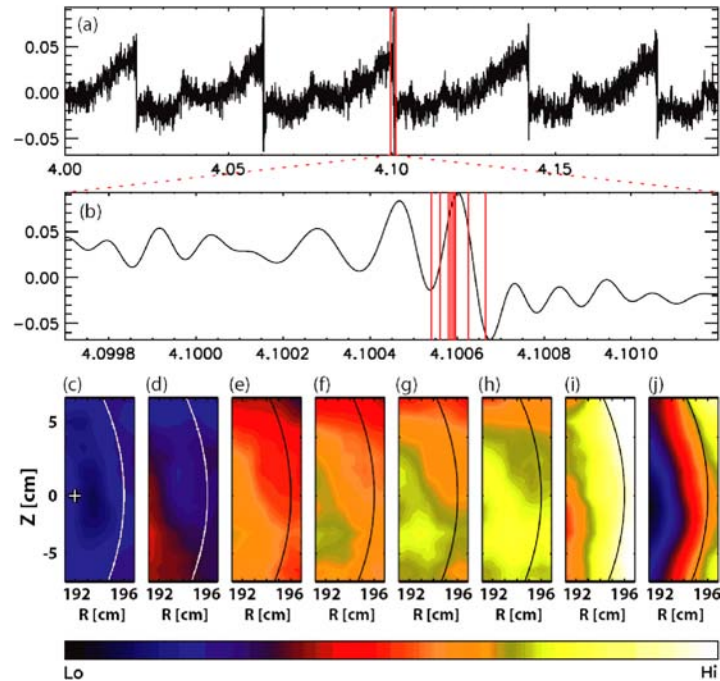 (a)
0.05
0.00
-0.05
4.00 4.05 4.10 4.15
(b)
0.05
0.00
-0.05
4.0998 4.1000 4.1002 4.1004 4.1006 4.1008 4.1010
(c) (d) (e) (f) (g) (h) (i) (j)
5
0
-5
Z [cm]
192 196 192 196 192 196 192 196 192 196 192 196 192 196 192 196
R [cm] R [cm] R [cm] R [cm] R [cm] R [cm] R [cm] R [cm]
Lo Hi